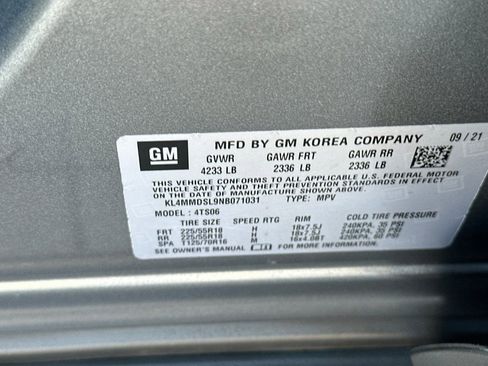 GM
MFD BY GM KOREA COMPANY 09/21
GVWR GAWR FRT GAWR RR
4233 LB 2336 LB 2336 LB
THIS VEHICLE CONFORMS TO ALL APPLICABLE U.S. FEDERAL MOTOR
VEHICLE SAFETY AND THEFT PREVENTION STANDARDS IN EFFECT ON
THE DATE OF MANUFACTURE SHOWN ABOVE.
KL4MMDSL9NB071031 TYPE: MPV
MODEL: 4TS06
TIRE SIZE SPEED RTG RIM COLD TIRE PRESSURE
FRT 225/55R18 H 18x7.5J 240KPA, 35 PSI
RR 225/55R18 H 18x7.5J 240KPA, 35 PSI
SPA T125/70R16 M 16x4.0BT 420KPA, 60 PSI
SEE OWNER'S MANUAL